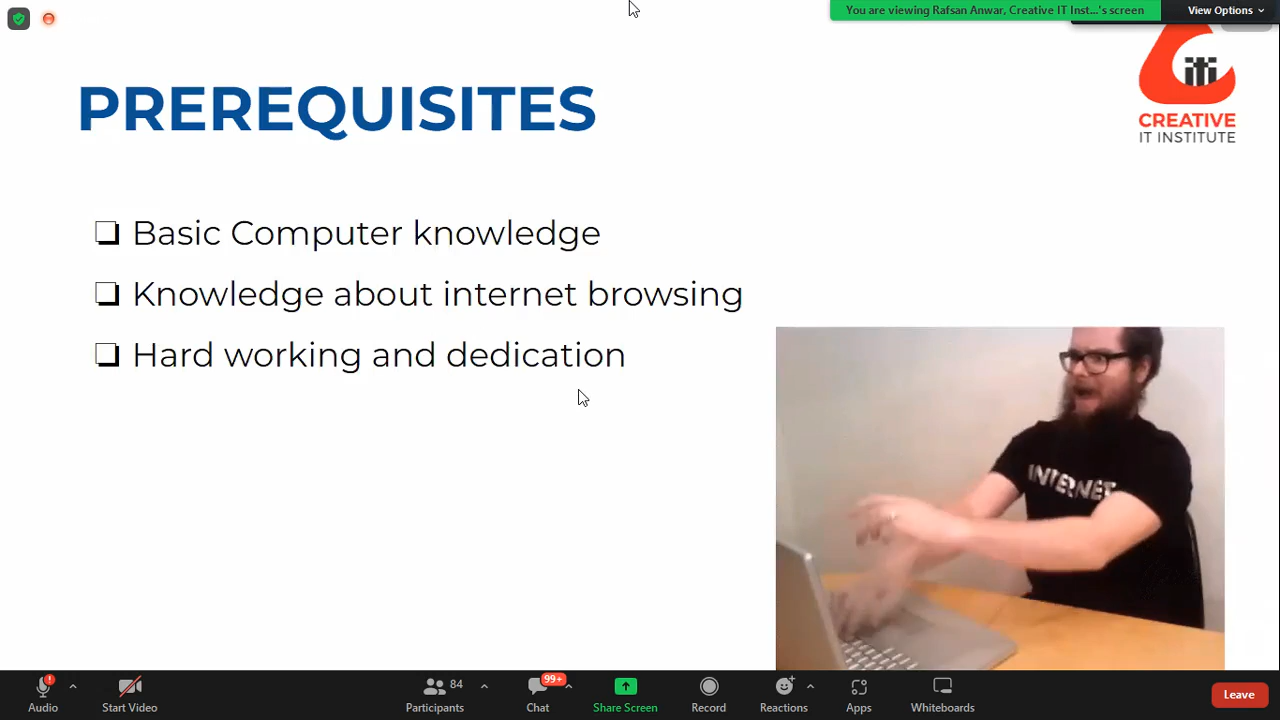 You are viewing Rafsan Anwar, Creative IT Inst...'s screen
View Options
iti
CREATIVE
IT INSTITUTE
PREREQUISITES
Basic Computer knowledge
Knowledge about internet browsing
Hard working and dedication
INTERNET
Audio
Start Video
84
Participants
99+
Chat
Share Screen
Record
Reactions
Apps
Whiteboards
Leave